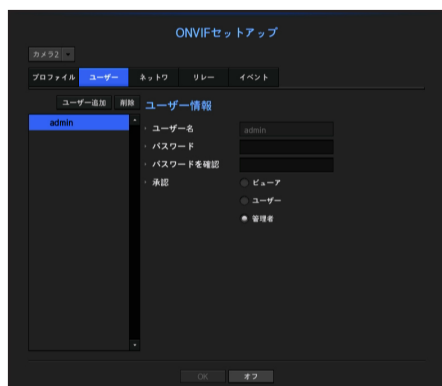 ONVIFセットアップ
カメラ2
プロファイル ユーザー ネットワ リレー イベント
ユーザー追加 削除 ユーザー情報
admin
・ ユーザー名 admin
・ パスワード
・ パスワードを確認
・ 承認 ビューア
ユーザー
管理者
OK オフ